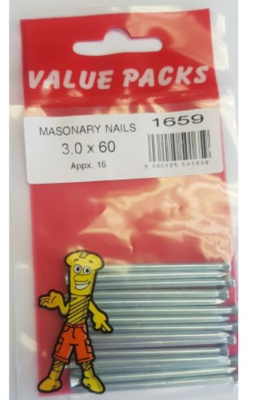 VALUE PACKS
MASONARY NAILS 1659
3.0 x 60
Appx. 15